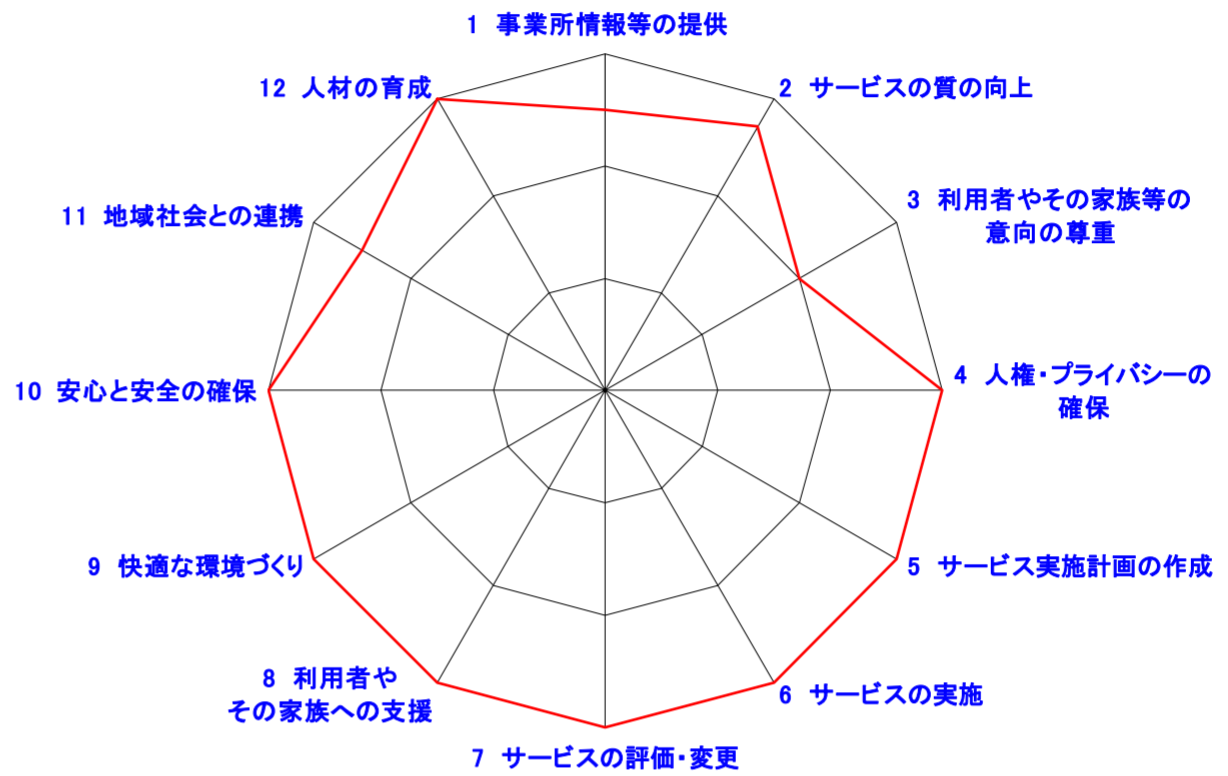 1 事業所情報等の提供
2 サービスの質の向上
3 利用者やその家族等の
意向の尊重
4 人権・プライバシーの
確保
5 サービス実施計画の作成
6 サービスの実施
7 サービスの評価・変更
8 利用者や
その家族への支援
9 快適な環境づくり
10 安心と安全の確保
11 地域社会との連携
12 人材の育成